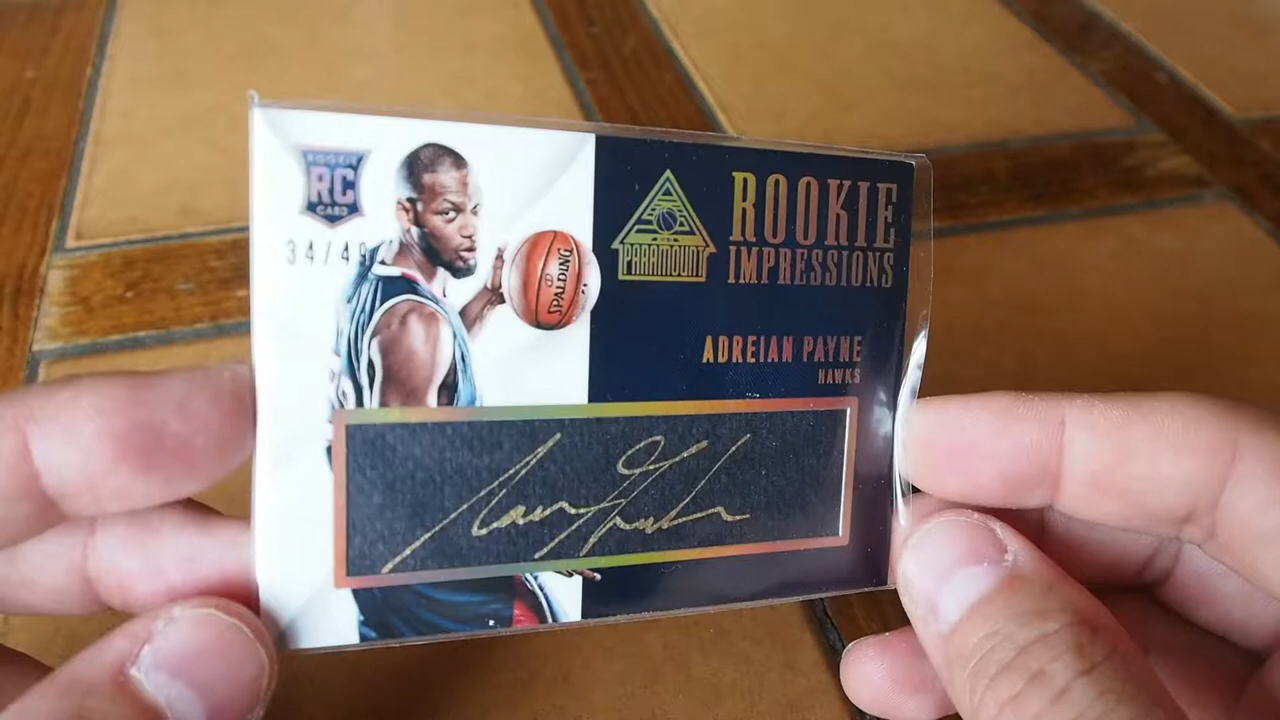 ROOKIE
RC
CARD
34/49
SPALDING
PARAMOUNT
ROOKIE
IMPRESSIONS
ADREIAN PAYNE
HAWKS